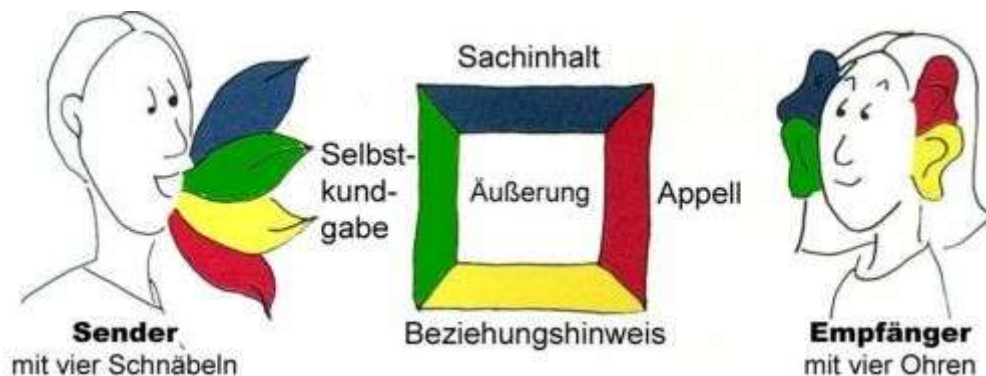 Sachinhalt
Selbst-
kund-
gabe
Äußerung
Appell
Beziehungshinweis
Sender
mit vier Schnäbeln
Empfänger
mit vier Ohren